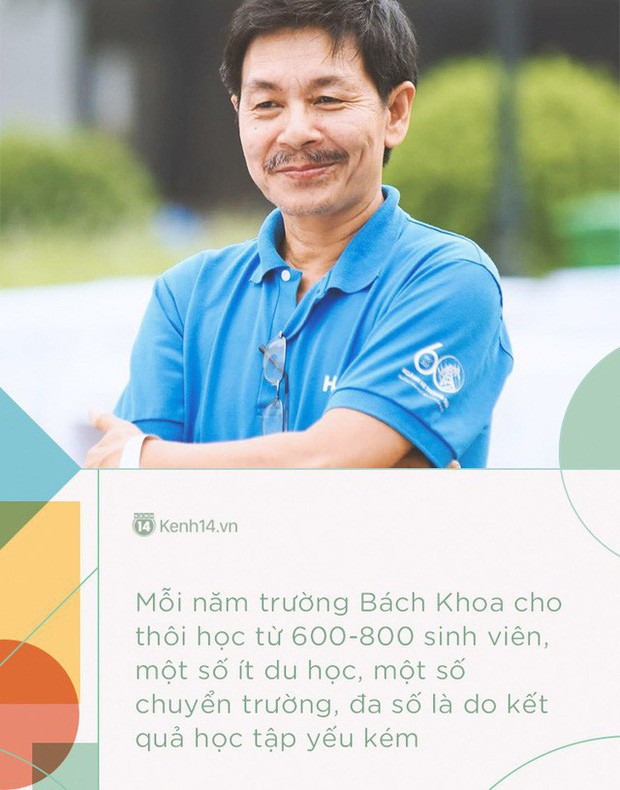 H
60
14
Kenh14.vn
Mỗi năm trường Bách Khoa cho
thôi học từ 600-800 sinh viên,
một số ít du học, một số
chuyển trường, đa số là do kết
quả học tập yếu kém